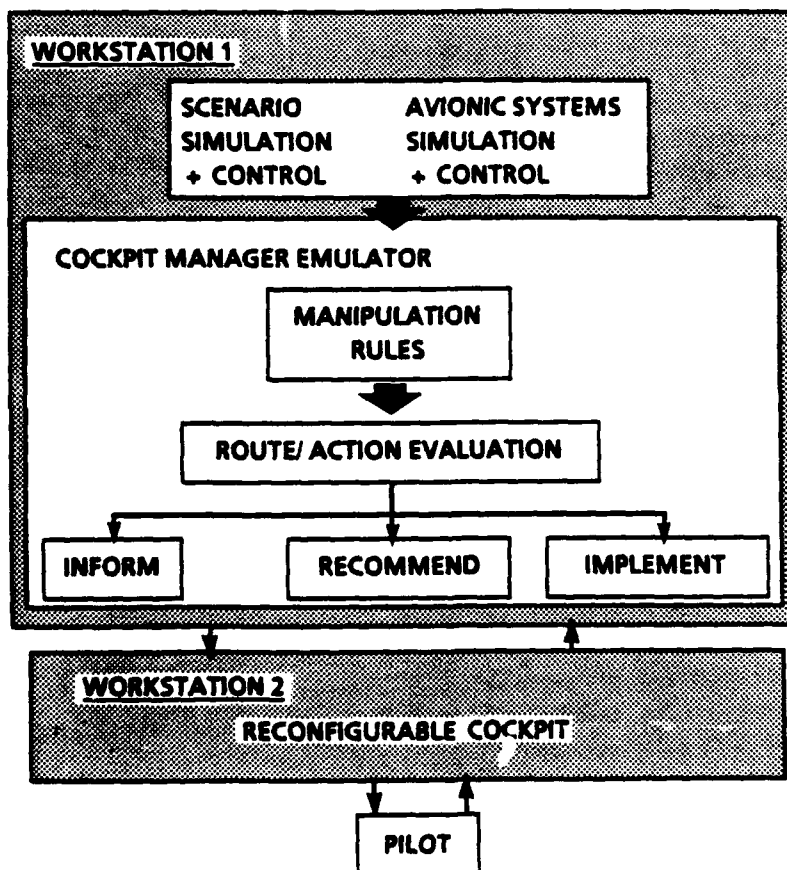 WORKSTATION 1
SCENARIO
SIMULATION
+ CONTROL
AVIONIC SYSTEMS
SIMULATION
+ CONTROL
COCKPIT MANAGER EMULATOR
MANIPULATION
RULES
ROUTE/ ACTION EVALUATION
INFORM
RECOMMEND
IMPLEMENT
WORKSTATION 2
RECONFIGURABLE COCKPIT
PILOT